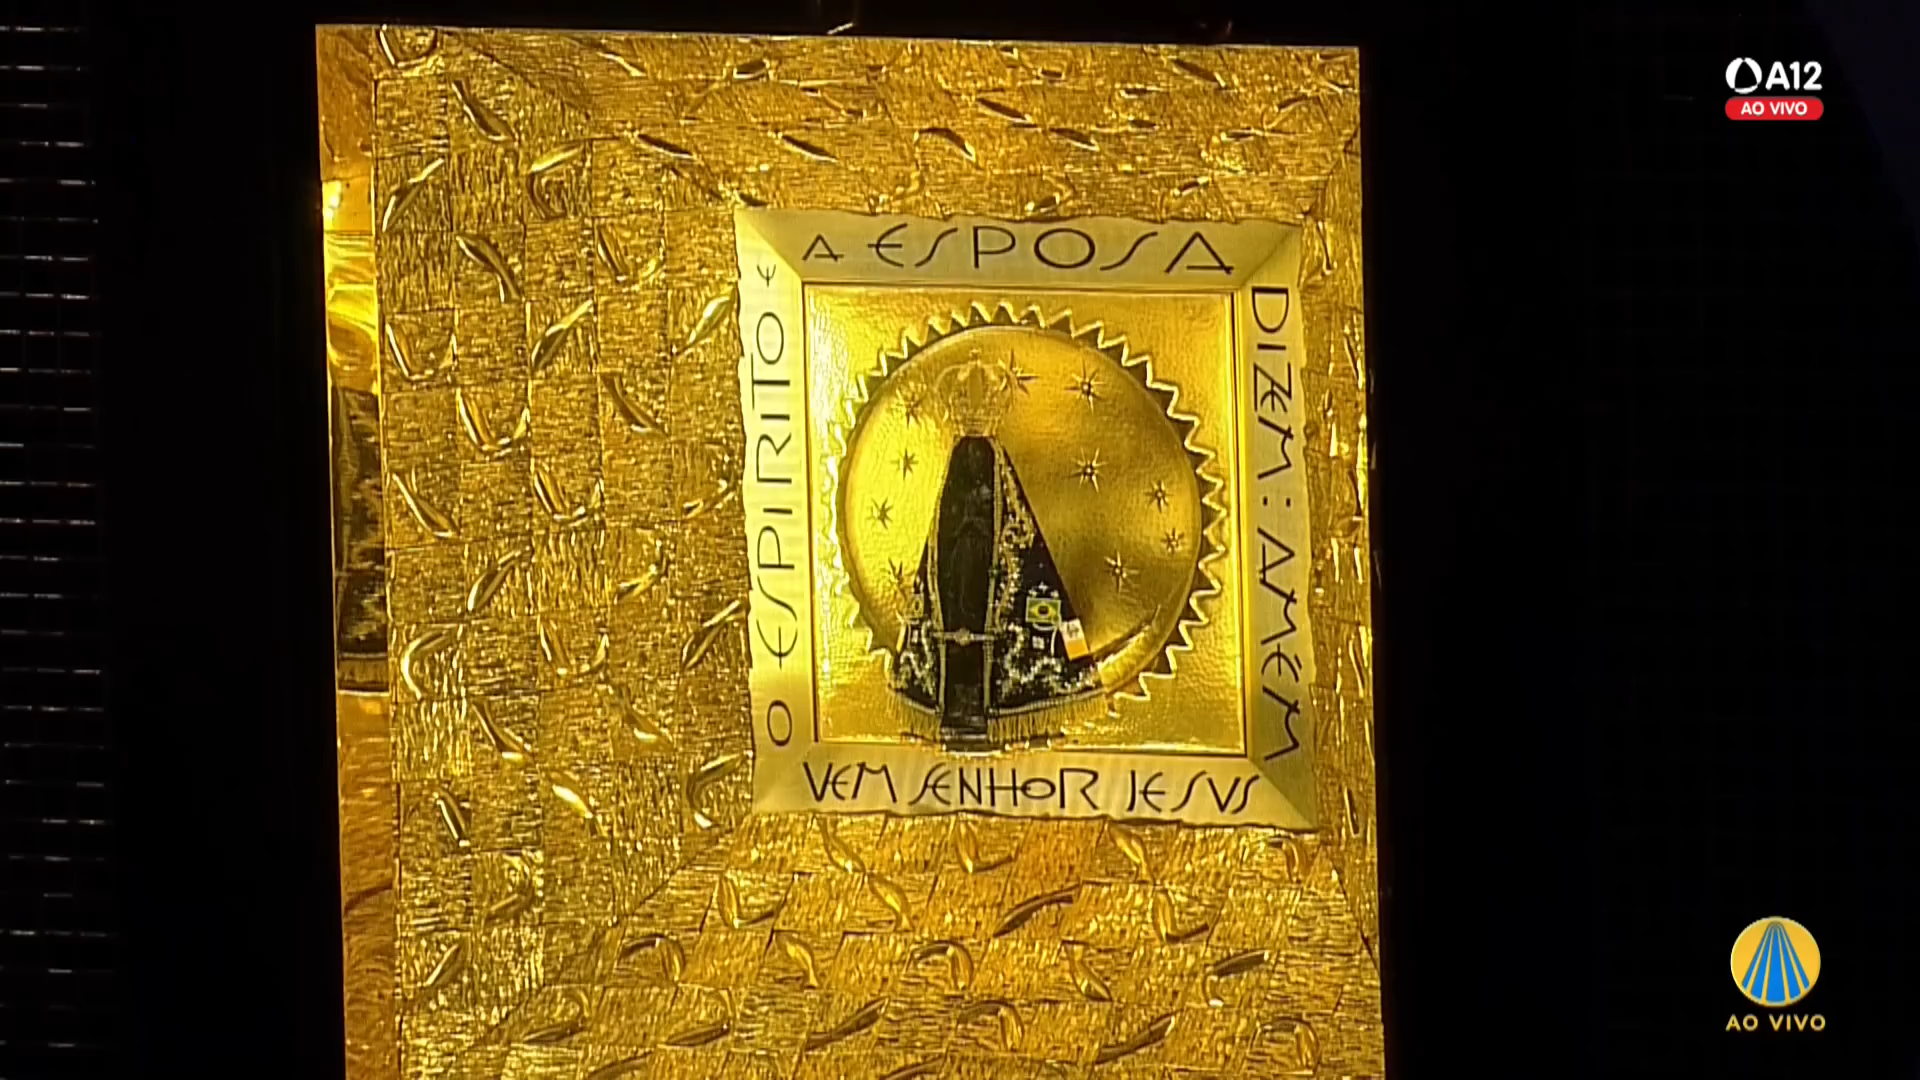 A12
AO VIVO
O ESPIRITO E
A ESPOSA
DIZEM: AMÉM
VEM SENHOR JESUS
AO VIVO